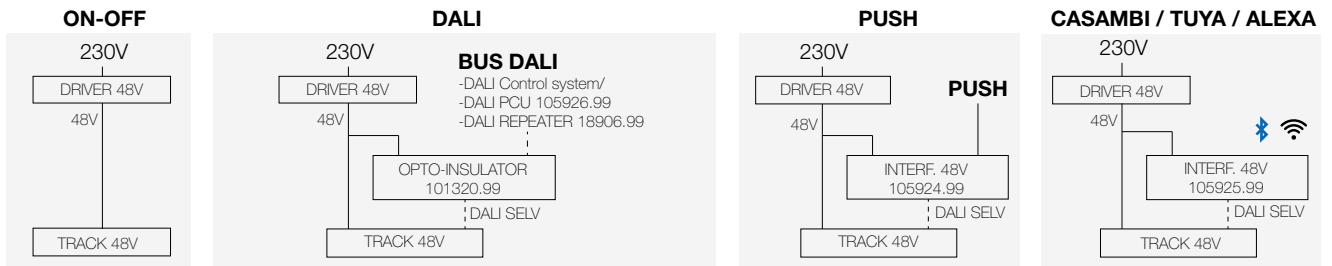 ON-OFF
230V
DRIVER 48V
48V
TRACK 48V
DALI
230V
DRIVER 48V
48V
BUS DALI
-DALI Control system/
-DALI PCU 105926.99
-DALI REPEATER 18906.99
OPTO-INSULATOR
101320.99
DALI SELV
TRACK 48V
PUSH
230V
DRIVER 48V
48V
PUSH
INTERF. 48V
105924.99
DALI SELV
TRACK 48V
CASAMBI / TUYA / ALEXA
230V
DRIVER 48V
48V
INTERF. 48V
105925.99
DALI SELV
TRACK 48V